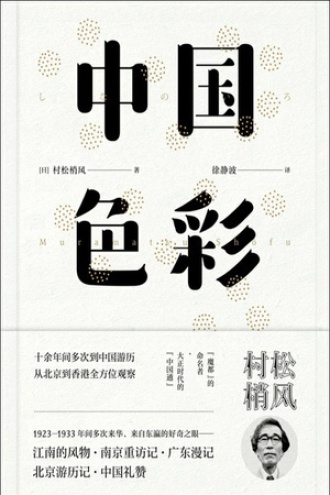 中国
しなのいろ
[日] 村松梢风 著
徐静波 译
色彩
Muramatsu Shofu
十余年间多次到中国游历
从北京到香港全方位观察
「魔都」的
命名者
大正时代的
「中国通」
村松
梢风
1923—1933年间多次来华，来自东瀛的好奇之眼——
江南的风物·南京重访记·广东漫记
北京游历记·中国礼赞